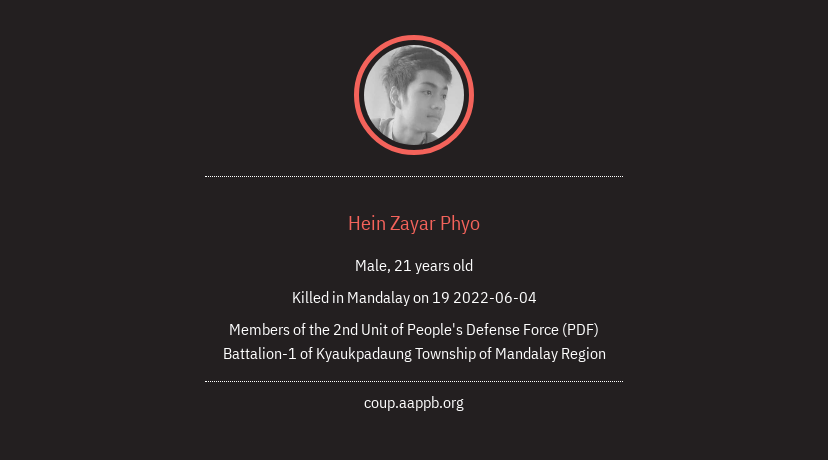 Hein Zayar Phyo
Male, 21 years old
Killed in Mandalay on 19 2022-06-04
Members of the 2nd Unit of People's Defense Force (PDF)
Battalion-1 of Kyaukpadaung Township of Mandalay Region
coup.aappb.org